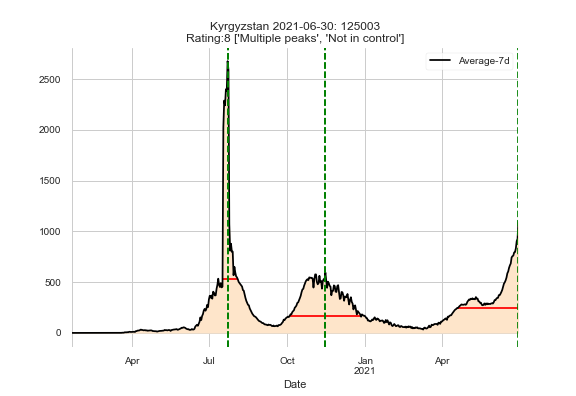 Kyrgyzstan 2021-06-30: 125003
Rating:8 ['Multiple peaks', 'Not in control']
Average-7d
2500
2000
1500
1000
500
0
Apr
Jul
Oct
Jan
2021
Apr
Date